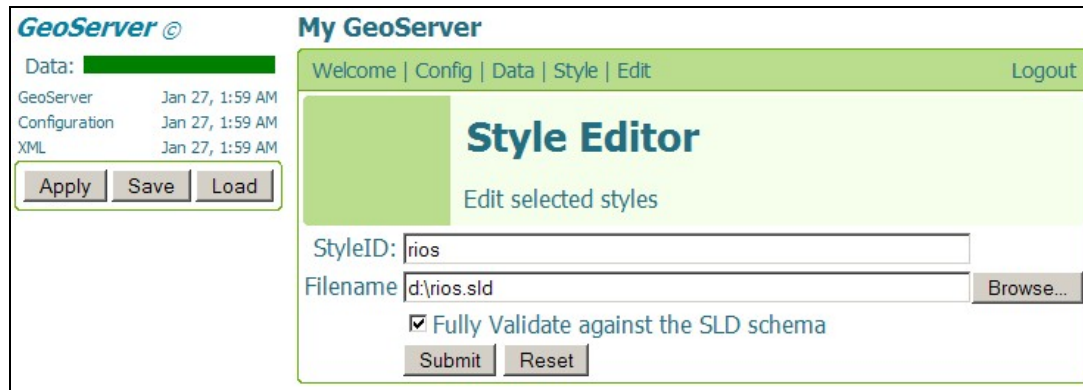 GeoServer ©
Data:
GeoServer Jan 27, 1:59 AM
Configuration Jan 27, 1:59 AM
XML Jan 27, 1:59 AM
Apply Save Load
My GeoServer
Welcome | Config | Data | Style | Edit Logout
Style Editor
Edit selected styles
StyleID: rios
Filename d:\rios.sld Browse...
Fully Validate against the SLD schema
Submit Reset